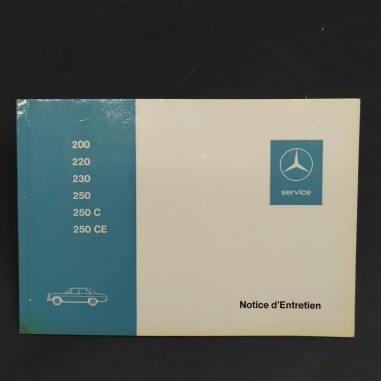 200
220
230
250
250 C
250 CE
service
Notice d'Entretien